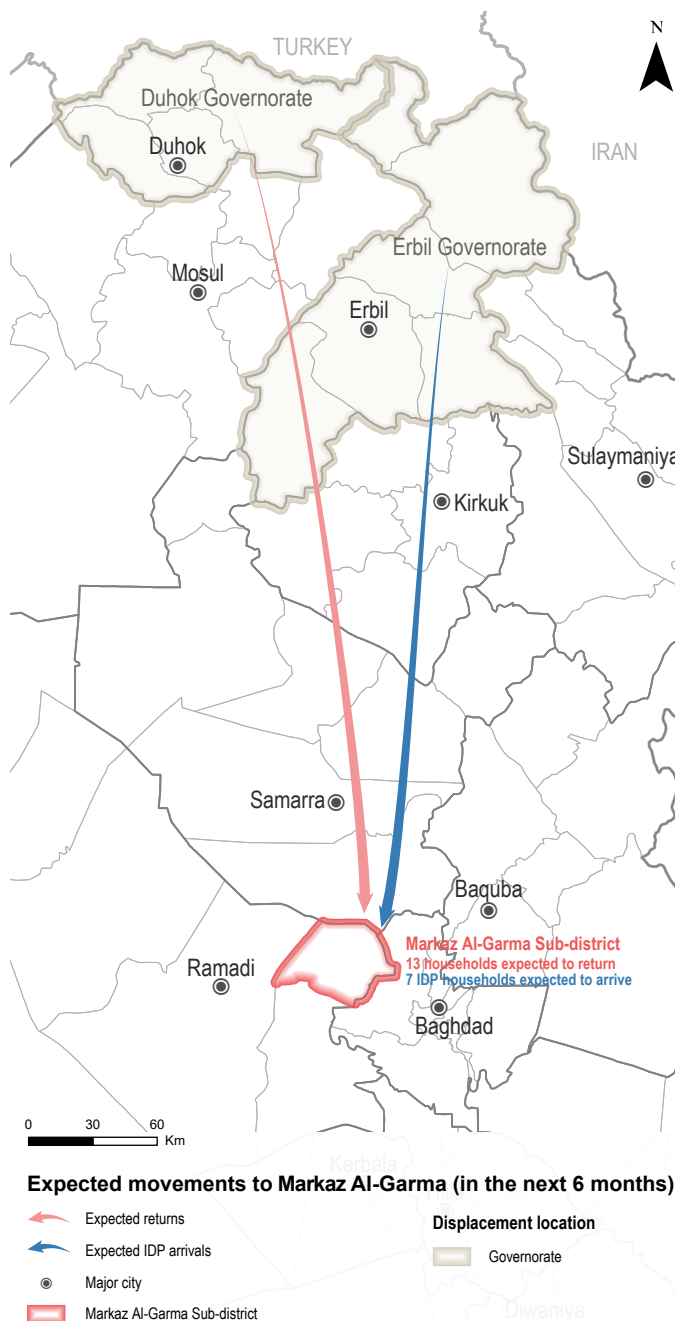 N
TURKEY
Duhok Governorate
Duhok
IRAN
Erbil Governorate
Mosul
Erbil
Sulaymaniya
Kirkuk
Samarra
Baquba
Markaz Al-Garma Sub-district
13 households expected to return
7 IDP households expected to arrive
Ramadi
Baghdad
0 30 60
Km
Kerbala
Expected movements to Markaz Al-Garma (in the next 6 months)
Expected returns
Displacement location
Expected IDP arrivals
Governorate
Major city
Markaz Al-Garma Sub-district
Diwaniya